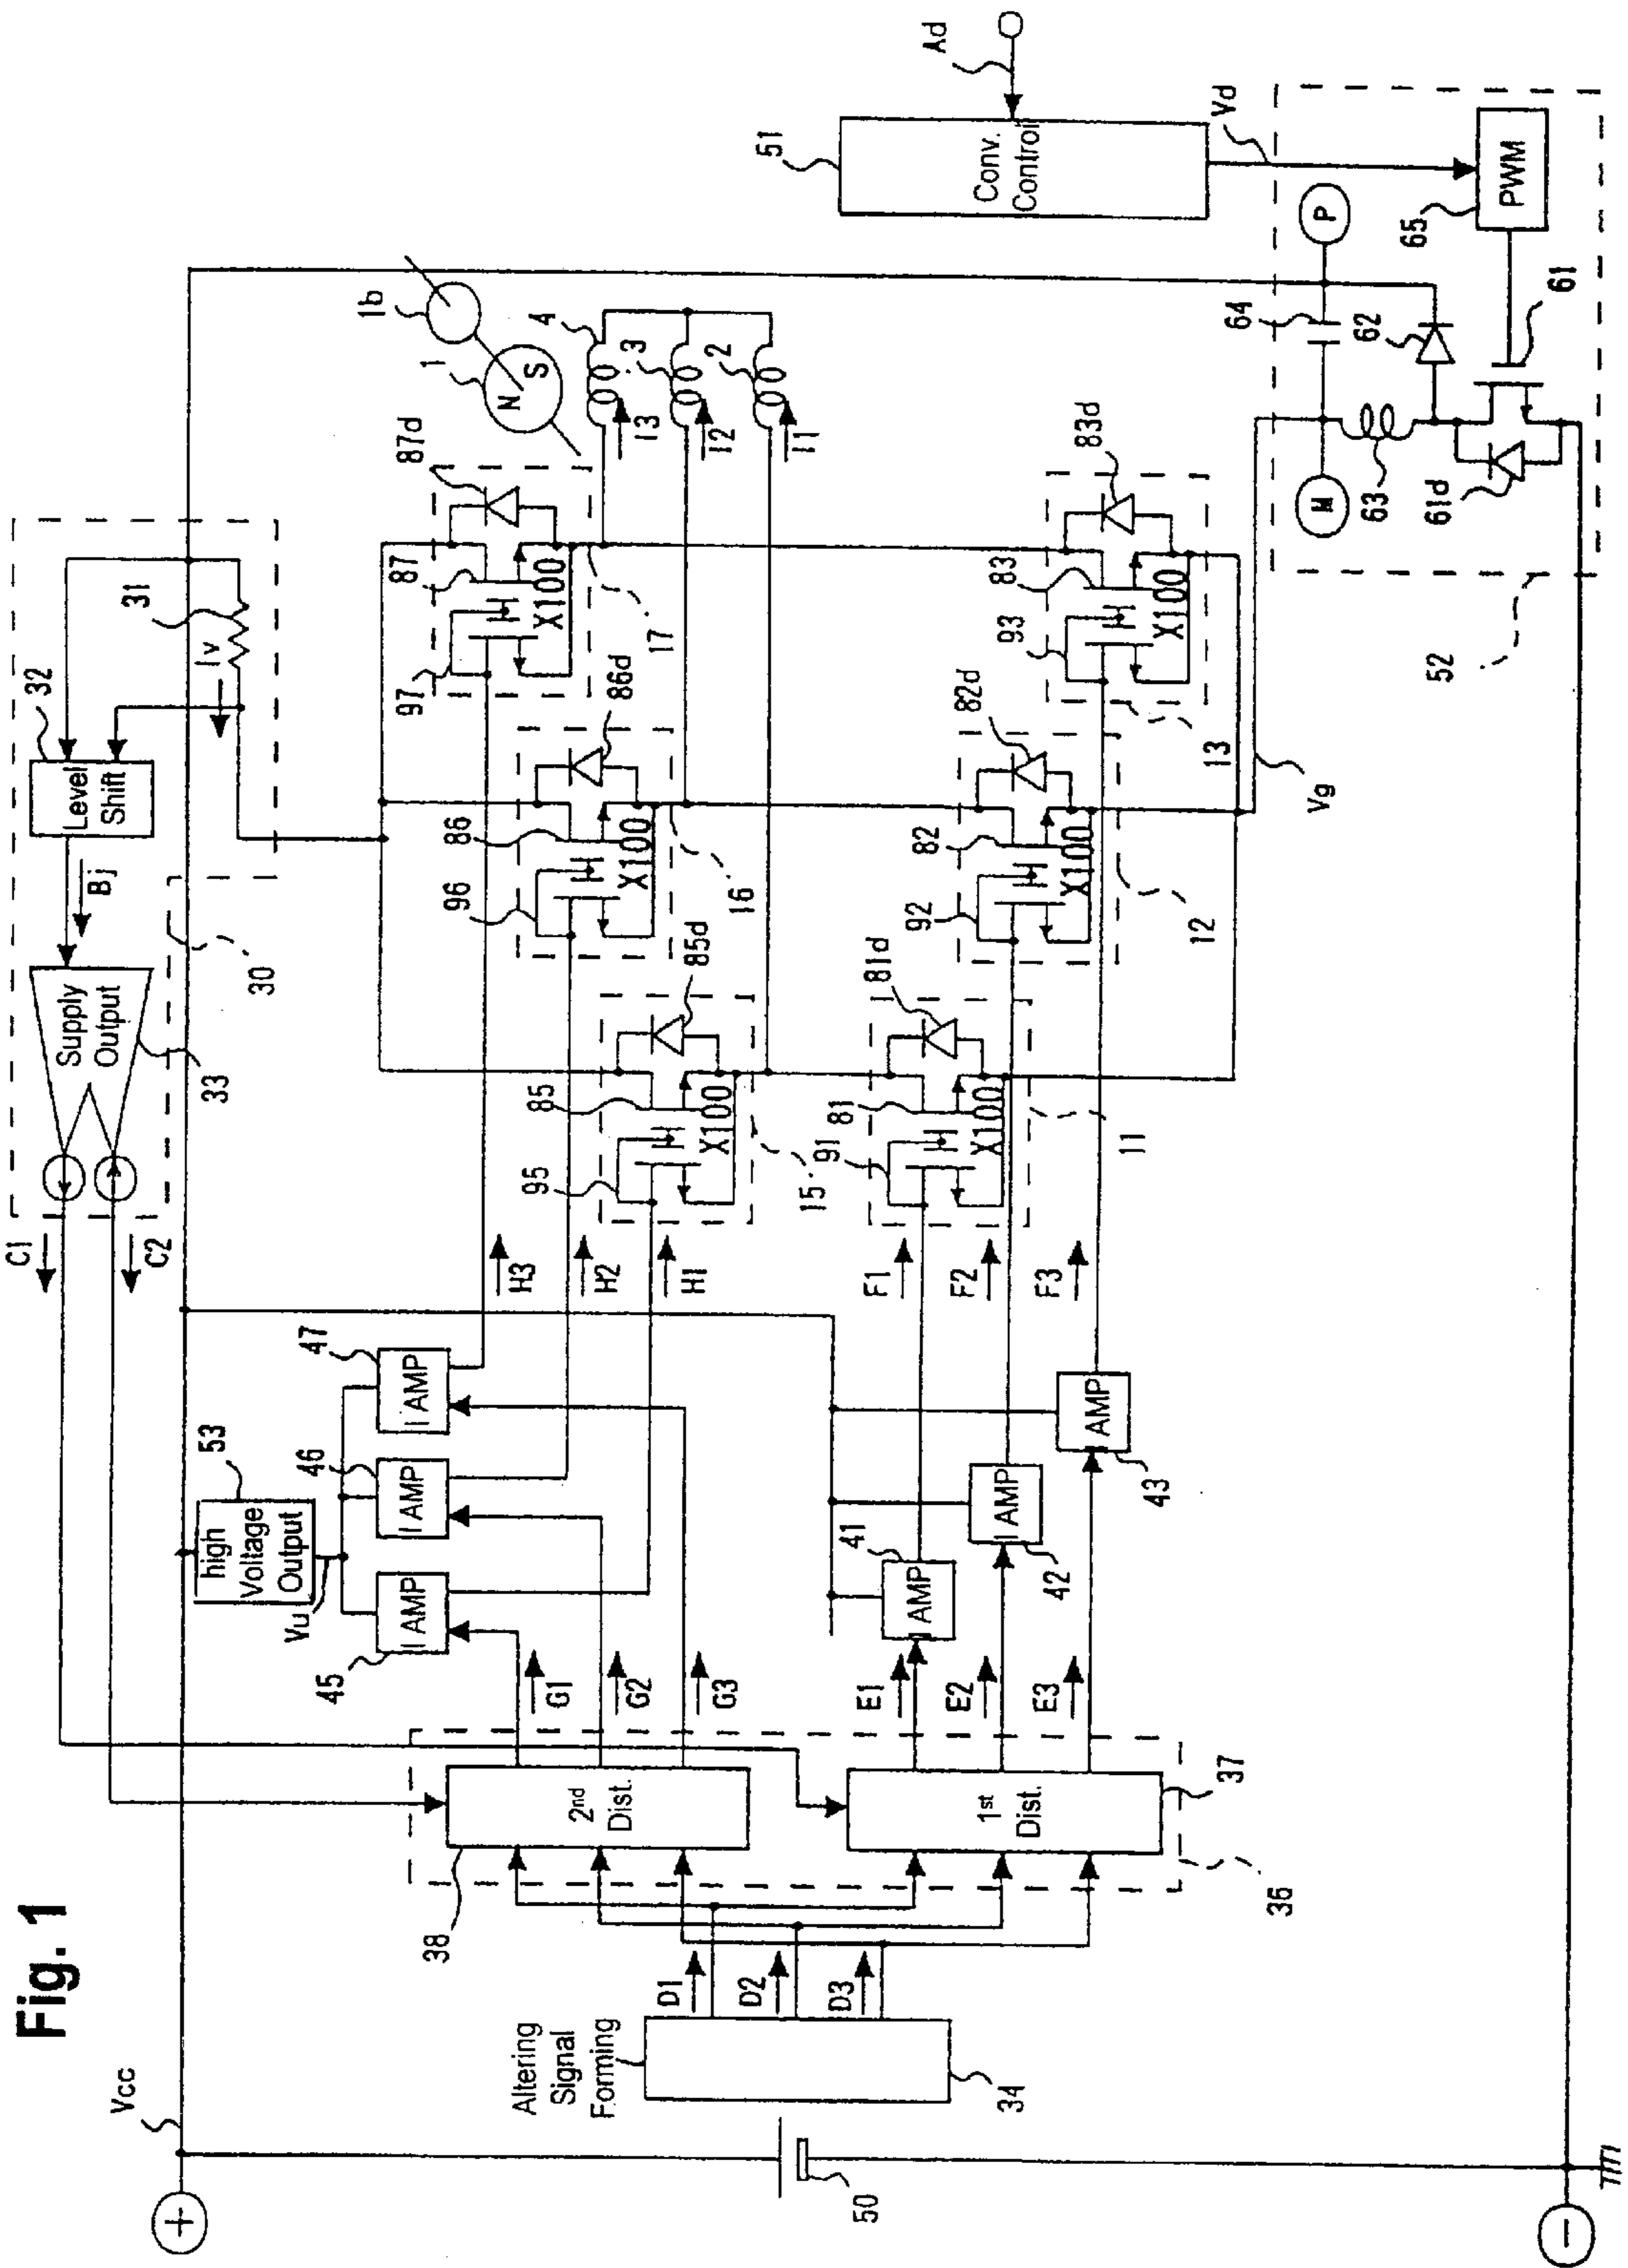 Fig. 1
Vcc
+
50
−
Altering
Signal
Forming
34
D1
D2
D3
38
2nd
Dist.
1st
Dist.
37
36
G1
G2
G3
E1
E2
E3
53
high
Voltage
Output
Vu
45
I AMP
46
I AMP
47
I AMP
41
I AMP
42
I AMP
43
I AMP
C1
C2
H3
H2
H1
F1
F2
F3
Supply
Output
33
30
Bj
Level
Shift
32
Iv
31
95
85
X100
85d
15
96
86
X100
86d
16
97
87
X100
87d
17
91
81
X100
81d
11
92
82
X100
82d
12
93
83
X100
83d
13
Vg
1
N
S
1b
4
3
2
I3
I2
I1
51
Conv.
Control
Ad
Vd
52
M
P
64
62
63
61d
61
65
PWM